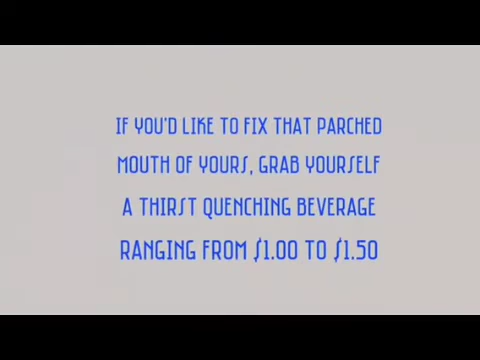 IF YOU'D LIKE TO FIX THAT PARCHED
MOUTH OF YOURS, GRAB YOURSELF
A THIRST QUENCHING BEVERAGE
RANGING FROM $1.00 TO $1.50